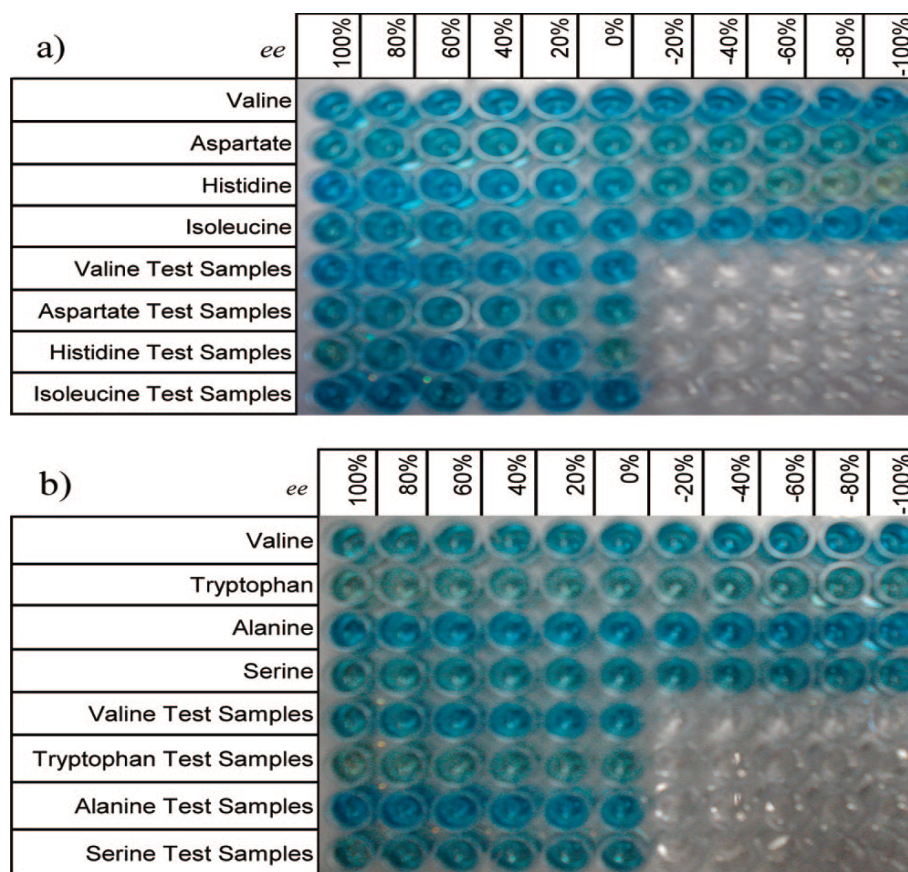 a)
ee 100% 80% 60% 40% 20% 0% -20% -40% -60% -80% -100%
Valine
Aspartate
Histidine
Isoleucine
Valine Test Samples
Aspartate Test Samples
Histidine Test Samples
Isoleucine Test Samples
b)
ee 100% 80% 60% 40% 20% 0% -20% -40% -60% -80% -100%
Valine
Tryptophan
Alanine
Serine
Valine Test Samples
Tryptophan Test Samples
Alanine Test Samples
Serine Test Samples